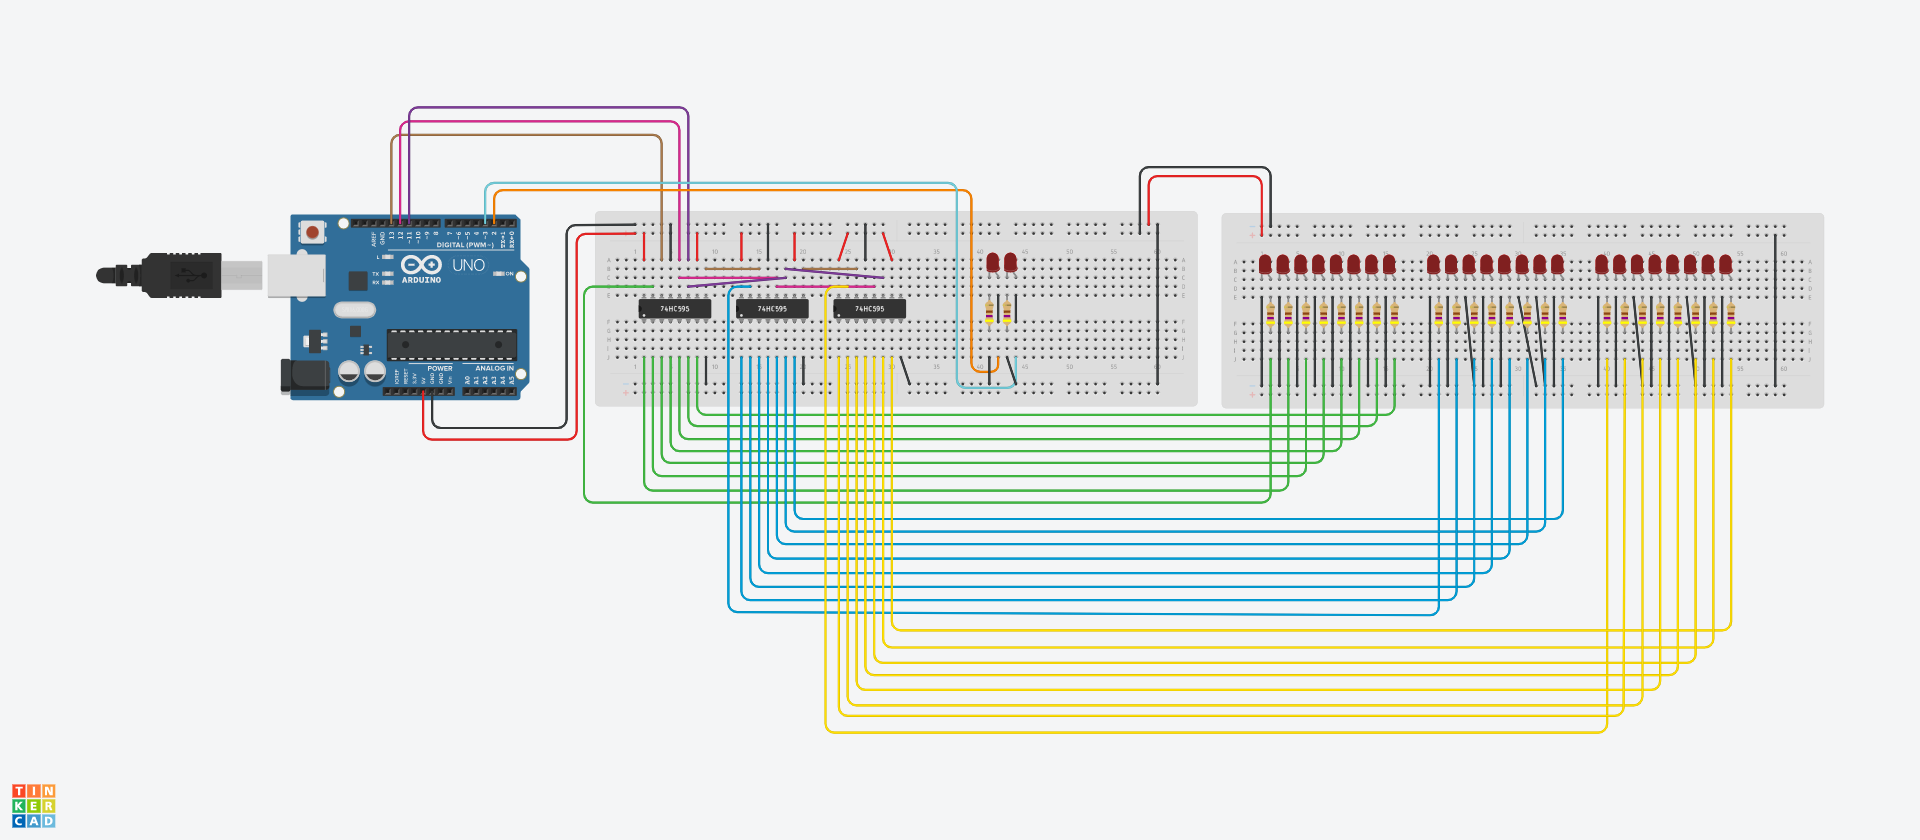 AREF
GND
13
12
~11
~10
~9
8
7
~6
~5
4
~3
2
TX→1
RX←0
DIGITAL (PWM~)
L
TX
RX
UNO
ARDUINO
ON
POWER
ANALOG IN
IOREF
RESET
3.3V
5V
GND
GND
Vin
A0
A1
A2
A3
A4
A5
74HC595
74HC595
74HC595
TIN
KER
CAD